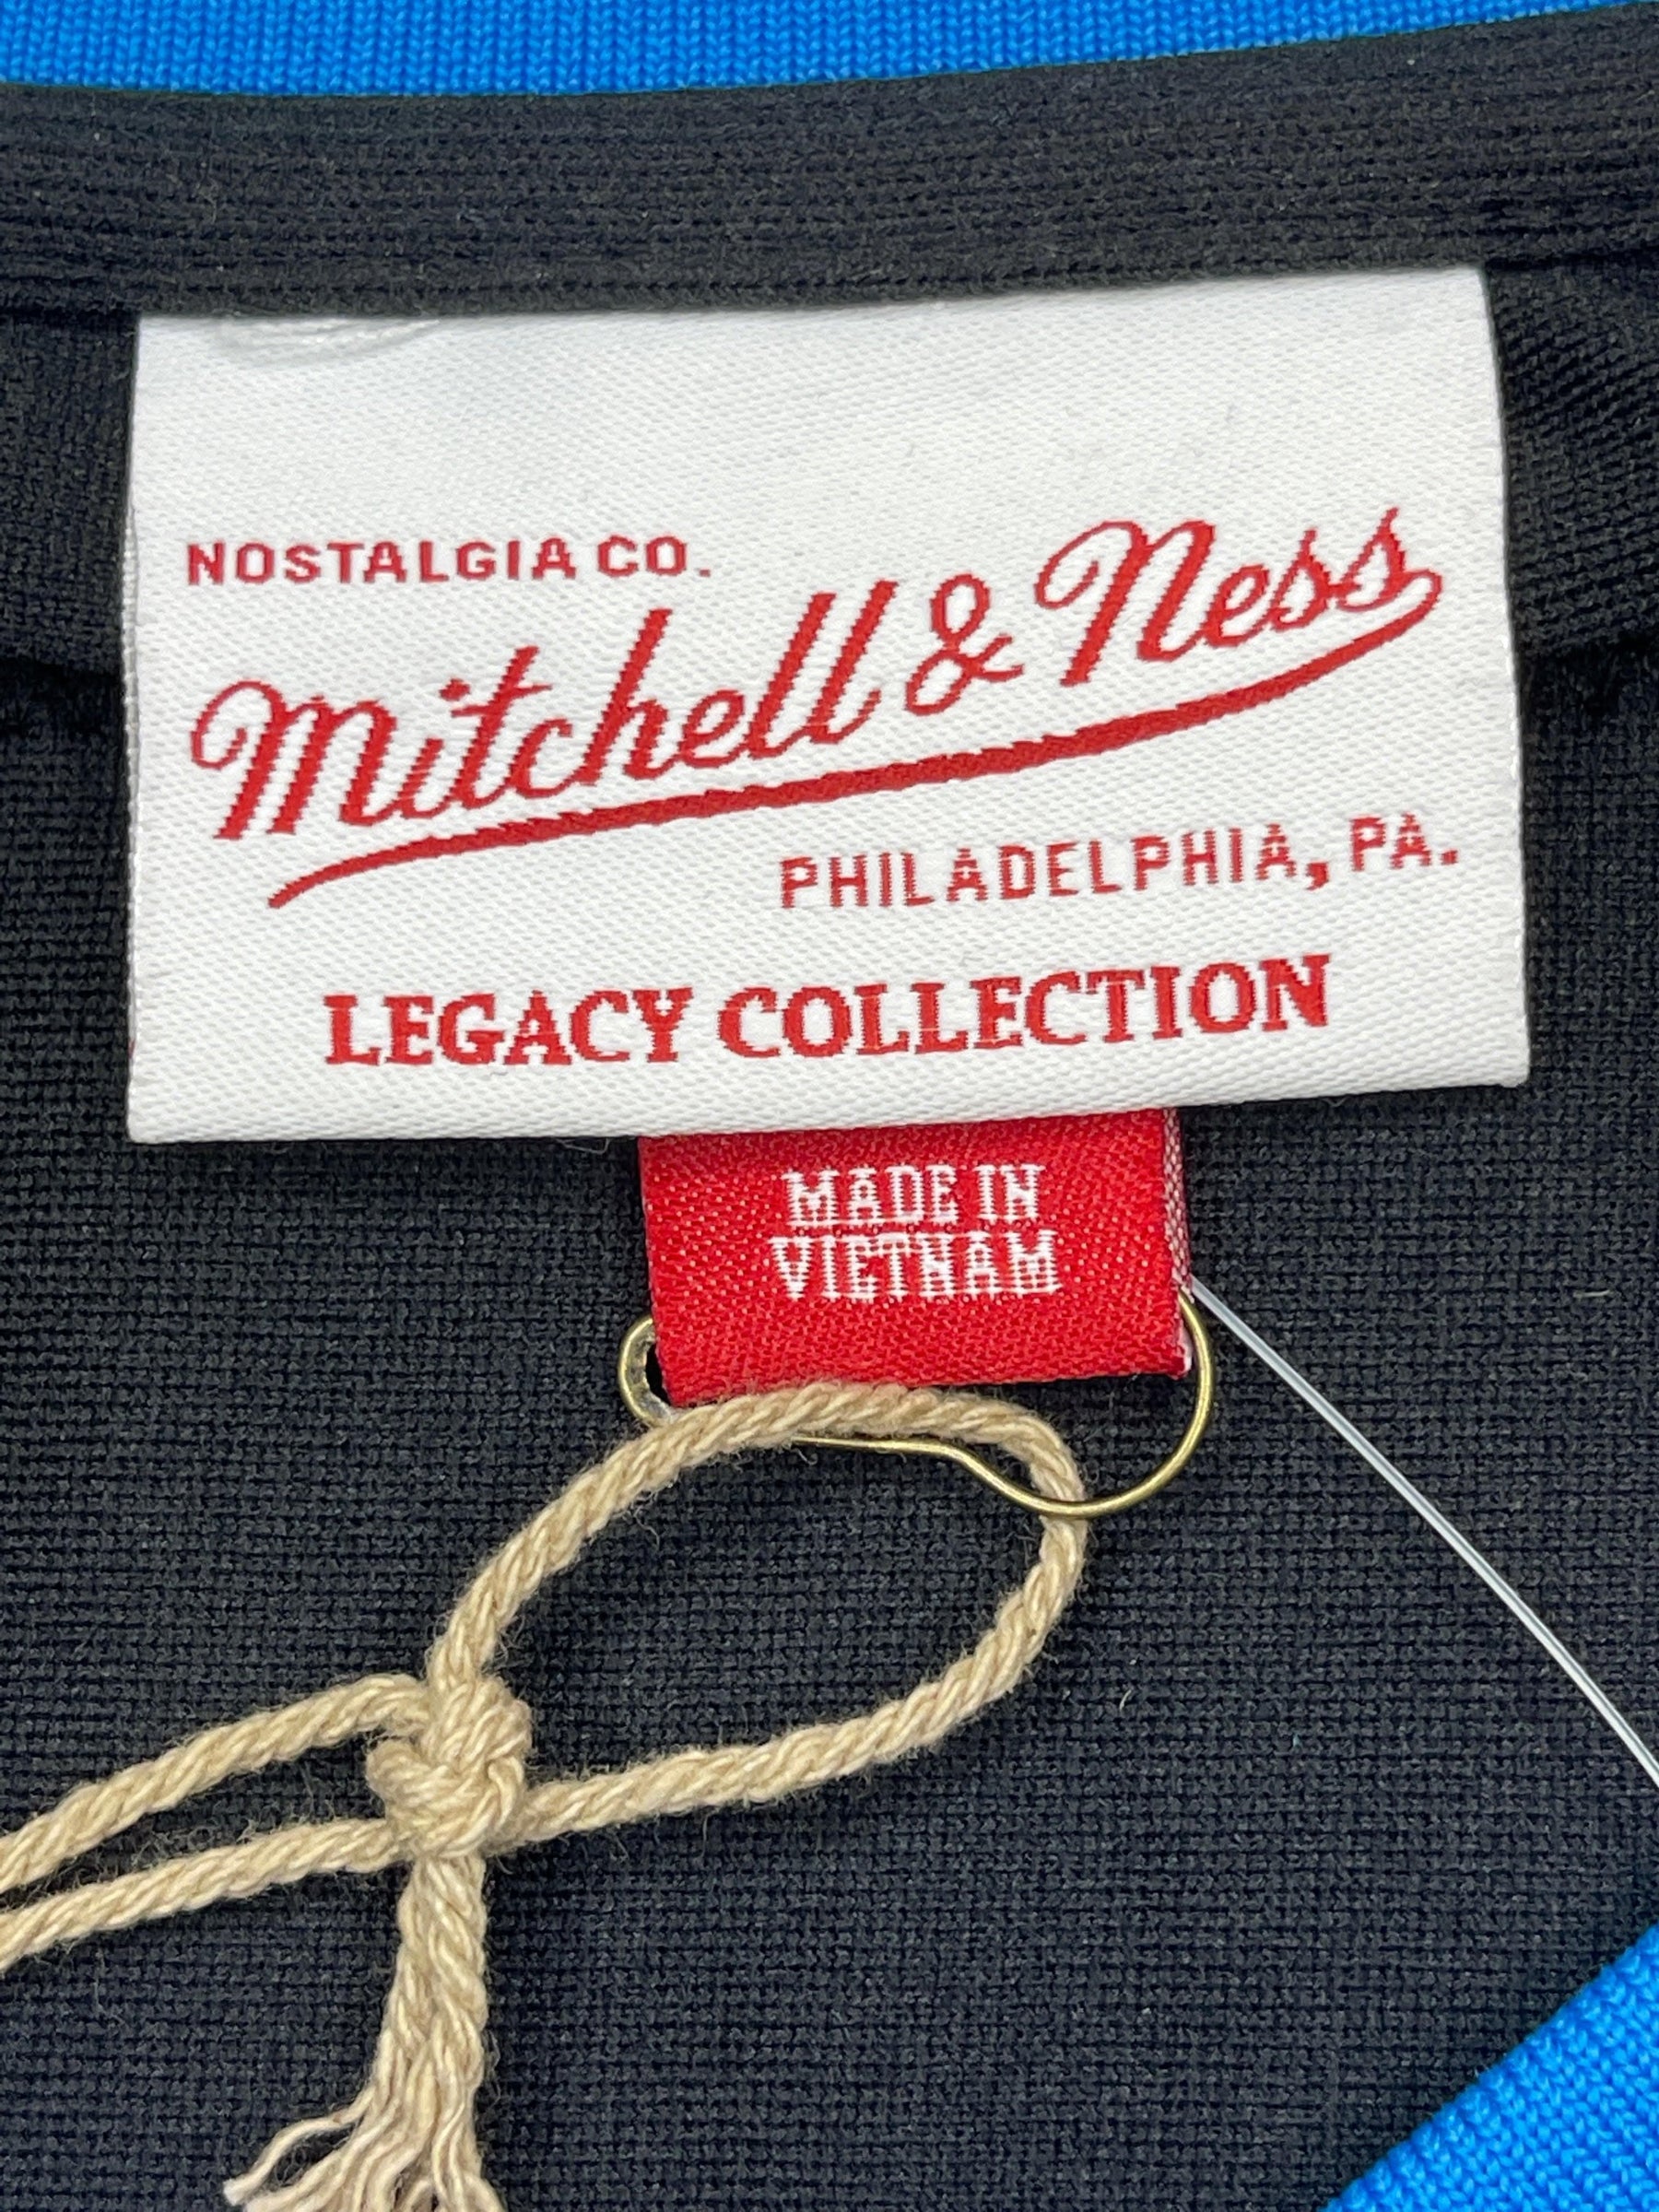 NOSTALGIA CO.
Mitchell & Ness
PHILADELPHIA, PA.
LEGACY COLLECTION
MADE IN
VIETNAM